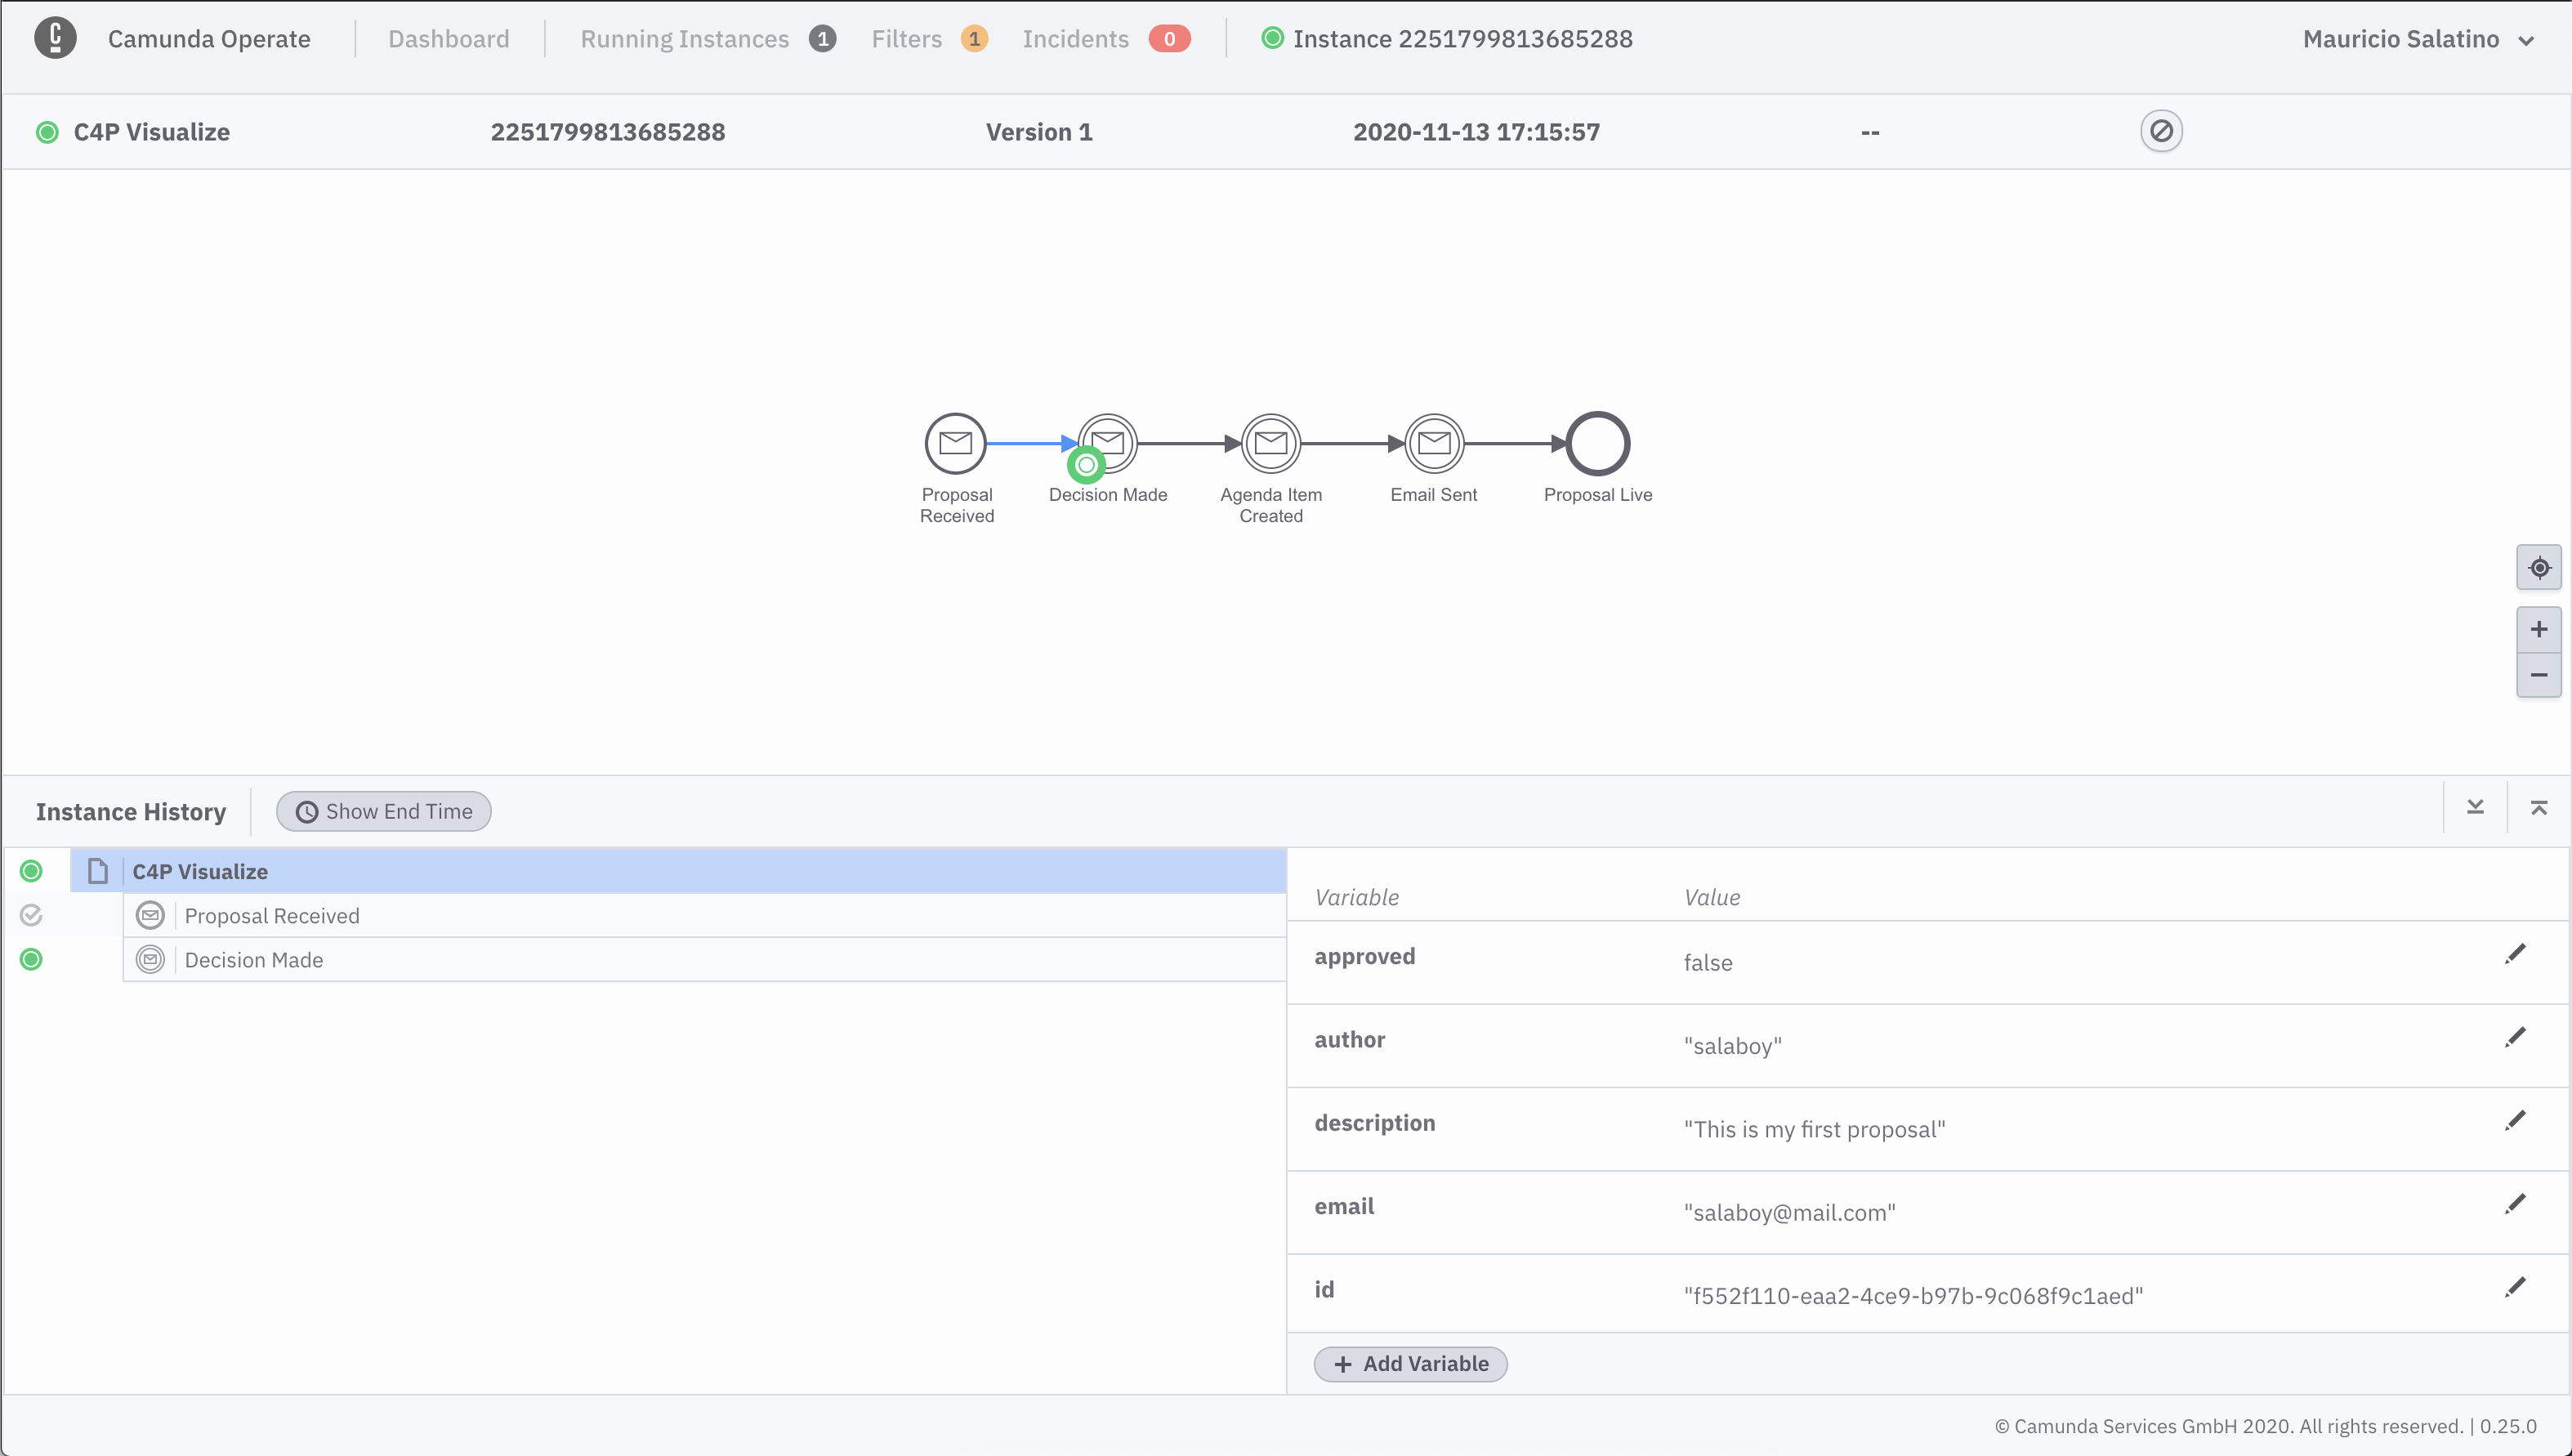 Camunda Operate Dashboard Running Instances 1 Filters 1 Incidents 0 Instance 2251799813685288 Mauricio Salatino
C4P Visualize 2251799813685288 Version 1 2020-11-13 17:15:57 --
Proposal
Received
Decision Made
Agenda Item
Created
Email Sent
Proposal Live
Instance History Show End Time
C4P Visualize
Proposal Received
Decision Made
Variable Value
approved false
author "salaboy"
description "This is my first proposal"
email "salaboy@mail.com"
id "f552f110-eaa2-4ce9-b97b-9c068f9c1aed"
+ Add Variable
© Camunda Services GmbH 2020. All rights reserved. | 0.25.0